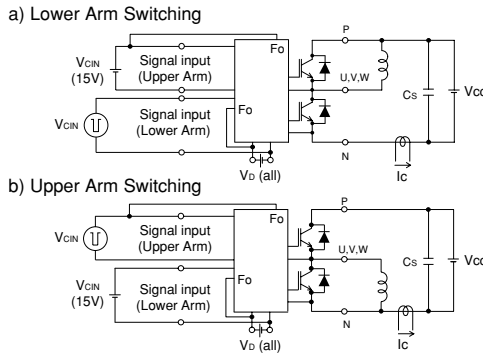 a) Lower Arm Switching
Fo
P
VCIN
(15V)
Signal input
(Upper Arm)
U,V,W
CS
VCC
Signal input
(Lower Arm)
Fo
VCIN
VD (all)
N
Ic
b) Upper Arm Switching
Fo
P
VCIN
Signal input
(Upper Arm)
U,V,W
CS
VCC
VCIN
(15V)
Signal input
(Lower Arm)
Fo
VD (all)
N
Ic